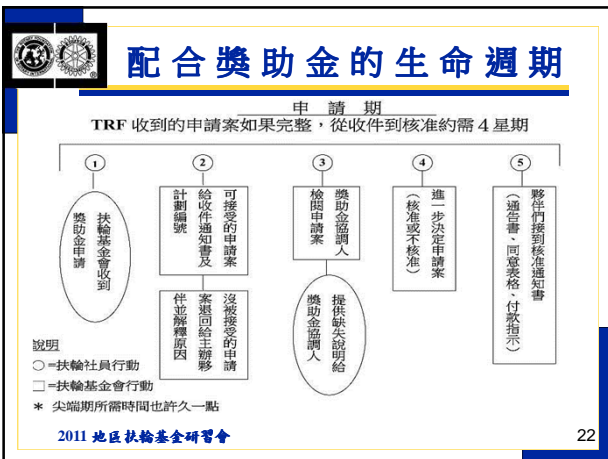 配合獎助金的生命週期
申請期
TRF 收到的申請案如果完整，從收件到核准約需 4 星期
1
扶輪基金會收到
獎助金申請
2
可接受的申請案
給收件通知書及
計劃編號
沒被接受的申請
案退回給主辦夥
伴並解釋原因
3
獎助金協調人
檢閱申請案
提供缺失說明給
獎助金協調人
4
進一步決定申請案
（核准或不核准）
5
夥伴們接到核准通知書
（通告書、同意表格、付款指示）
說明
○=扶輪社員行動
□=扶輪基金會行動
* 尖端期所需時間也許久一點
2011 地區扶輪基金研習會
22